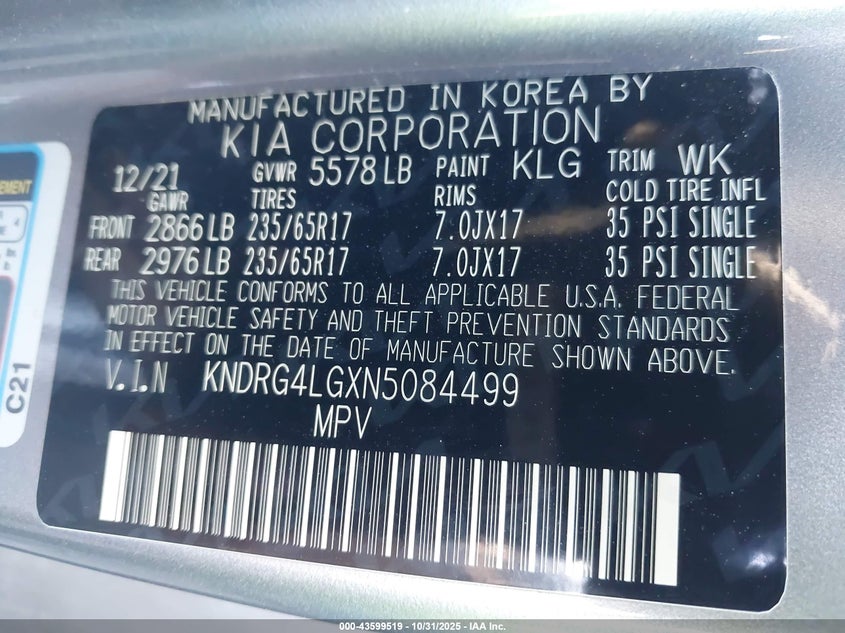 MANUFACTURED IN KOREA BY
KIA CORPORATION
12/21 GVWR 5578 LB PAINT KLG TRIM WK
GAWR TIRES RIMS COLD TIRE INFL
FRONT 2866 LB 235/65R17 7.0JX17 35 PSI SINGLE
REAR 2976 LB 235/65R17 7.0JX17 35 PSI SINGLE
THIS VEHICLE CONFORMS TO ALL APPLICABLE U.S.A. FEDERAL
MOTOR VEHICLE SAFETY AND THEFT PREVENTION STANDARDS
IN EFFECT ON THE DATE OF MANUFACTURE SHOWN ABOVE.
V.I.N KNDRG4LGXN5084499
MPV
C21
000-43599519 - 10/31/2025 - IAA Inc.